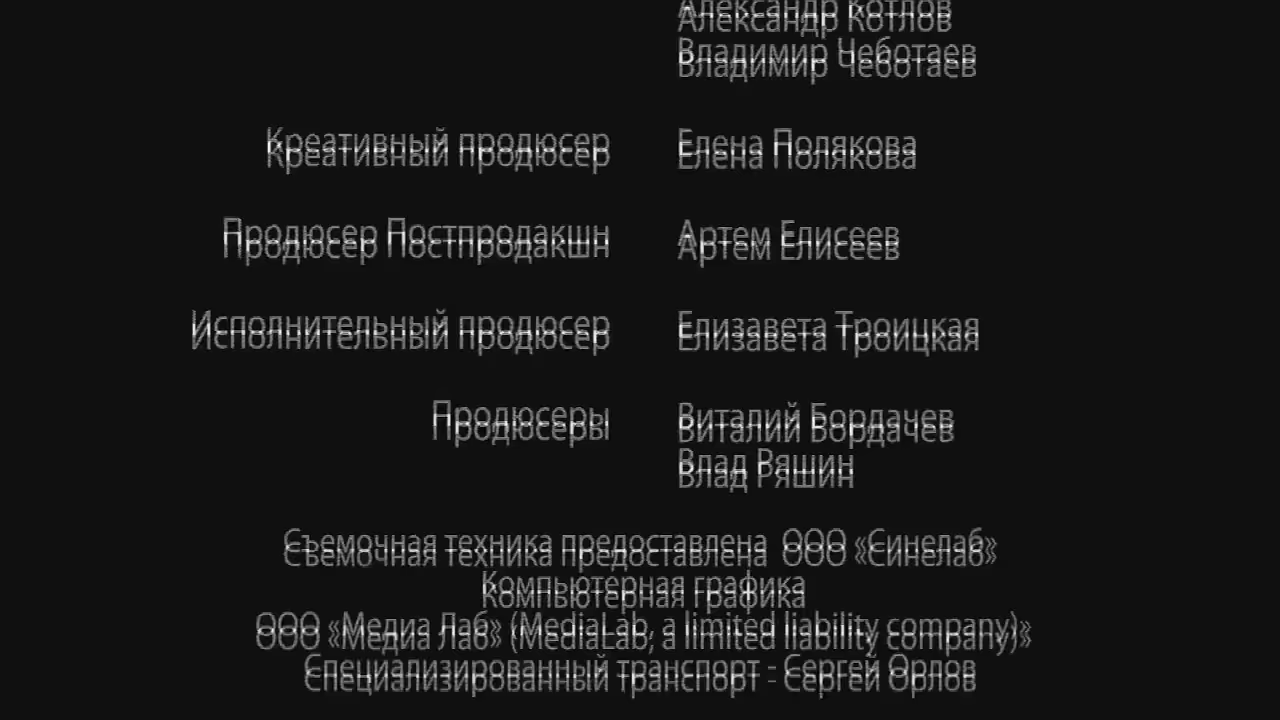 Александр Котлов
Владимир Чеботаев
Креативный продюсер Елена Полякова
Продюсер Постпродакшн Артем Елисеев
Исполнительный продюсер Елизавета Троицкая
Продюсеры Виталий Бордачев
Влад Ряшин
Съемочная техника предоставлена ООО «Синелаб»
Компьютерная графика
ООО «Медиа Лаб» (MediaLab, a limited liability company)»
Специализированный транспорт - Сергей Орлов